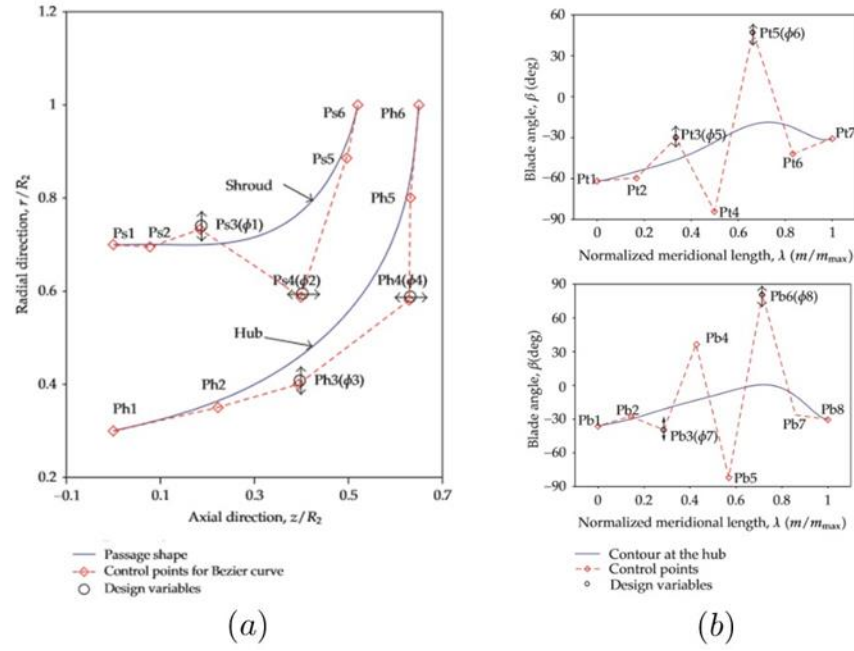 1
0.8
0.6
0.4
0.2
−0.1
0.1
0.3
0.5
0.7
Radial direction, r/R2
Axial direction, z/R2
Ps6
Ph6
Ps5
Shroud
Ph5
Ps1
Ps2
Ps3(ϕ1)
Ps4(ϕ2)
Ph4(ϕ4)
Hub
Ph2
Ph3(ϕ3)
Ph1
Passage shape
Control points for Bezier curve
Design variables
(a)
60
30
0
−30
−60
−90
0 0.2 0.4 0.6 0.8 1
Blade angle, β (deg)
Normalized meridional length, λ (m/mmax)
Pt5(ϕ6)
Pt3(ϕ5)
Pt7
Pt1
Pt2
Pt6
Pt4
90
60
30
0
−30
−60
−90
0 0.2 0.4 0.6 0.8 1
Blade angle, β(deg)
Normalized meridional length, λ (m/mmax)
Pb6(ϕ8)
Pb4
Pb1
Pb2
Pb3(ϕ7)
Pb7
Pb8
Pb5
Contour at the hub
Control points
Design variables
(b)